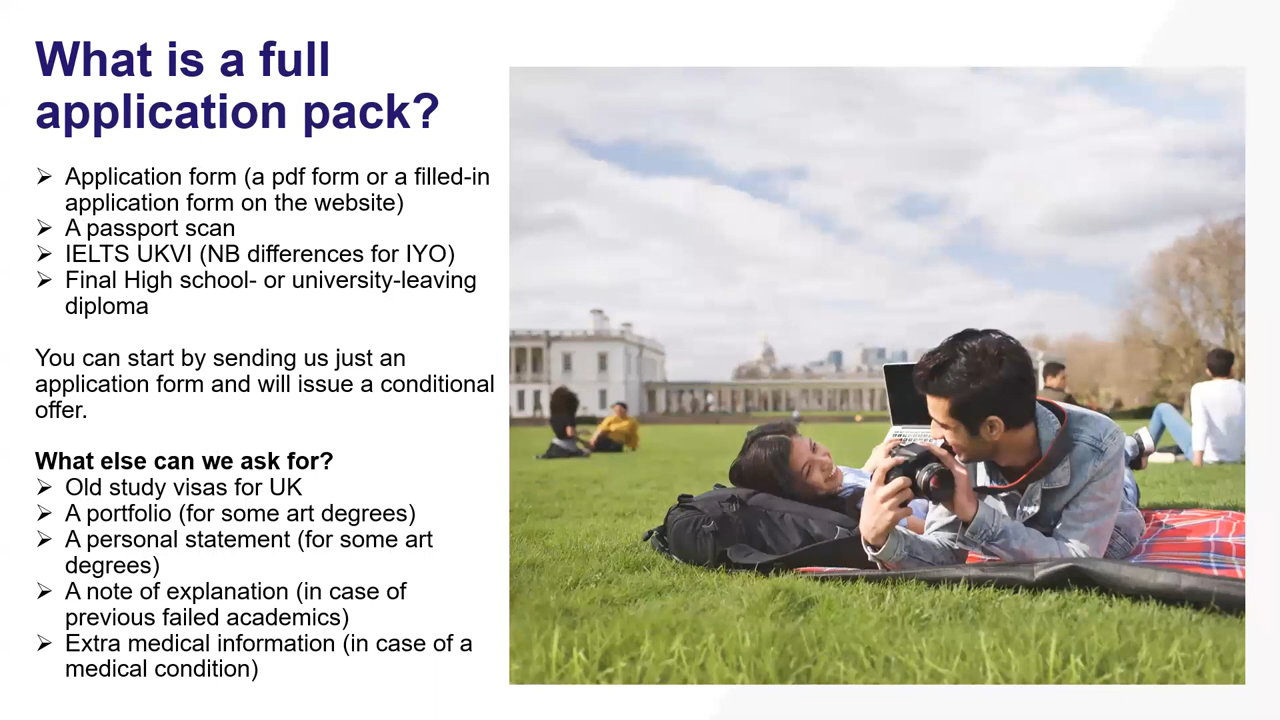 What is a full
application pack?
➢ Application form (a pdf form or a filled-in
application form on the website)
➢ A passport scan
➢ IELTS UKVI (NB differences for IYO)
➢ Final High school- or university-leaving
diploma
You can start by sending us just an
application form and will issue a conditional
offer.
What else can we ask for?
➢ Old study visas for UK
➢ A portfolio (for some art degrees)
➢ A personal statement (for some art
degrees)
➢ A note of explanation (in case of
previous failed academics)
➢ Extra medical information (in case of a
medical condition)